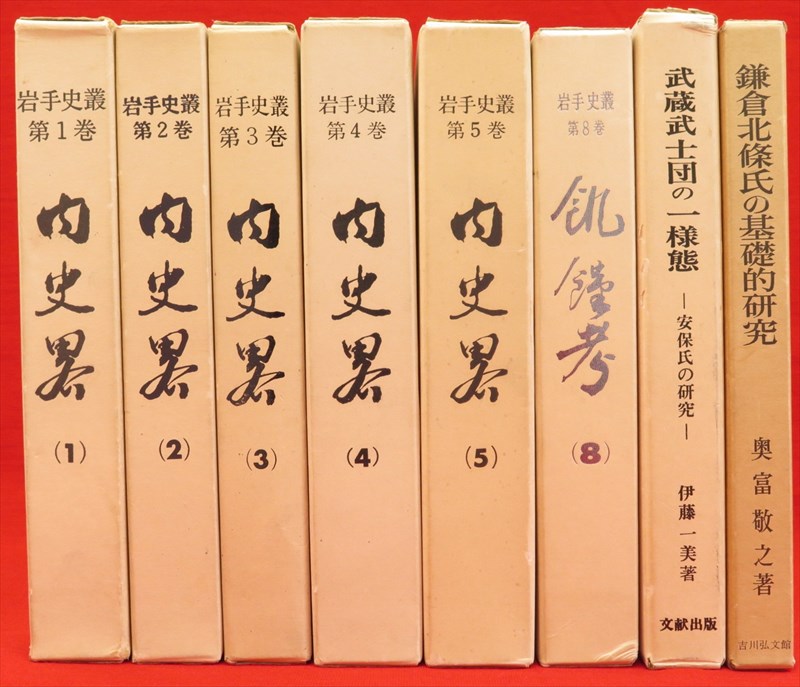 岩手史叢
第1巻
内史畧
(1)
岩手史叢
第2巻
内史畧
(2)
岩手史叢
第3巻
内史畧
(3)
岩手史叢
第4巻
内史畧
(4)
岩手史叢
第5巻
内史畧
(5)
岩手史叢
第8巻
飢饉考
(8)
武蔵武士団の一様態
―安保氏の研究―
伊藤一美著
文献出版
鎌倉北條氏の基礎的研究
奥富敬之著
吉川弘文館